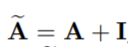 Ã = A + I